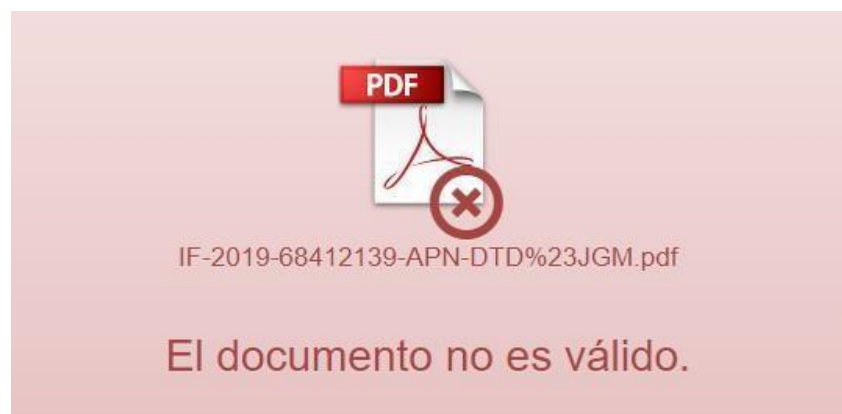 PDF
IF-2019-68412139-APN-DTD%23JGM.pdf
El documento no es válido.